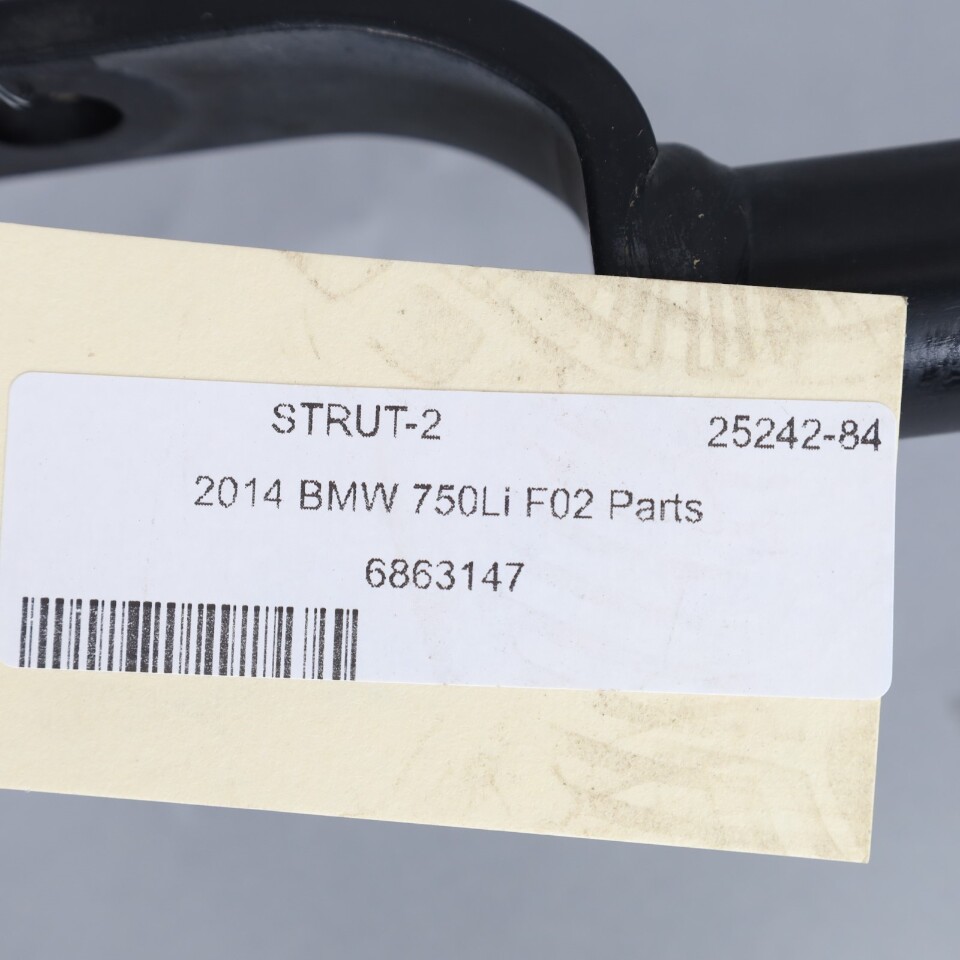 STRUT-2 25242-84
2014 BMW 750Li F02 Parts
6863147